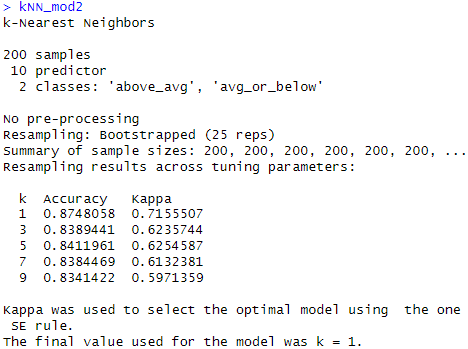 > kNN_mod2
k-Nearest Neighbors

200 samples
 10 predictor
  2 classes: 'above_avg', 'avg_or_below'

No pre-processing
Resampling: Bootstrapped (25 reps)
Summary of sample sizes: 200, 200, 200, 200, 200, 200, ...
Resampling results across tuning parameters:

  k  Accuracy   Kappa
  1  0.8748058  0.7155507
  3  0.8389441  0.6235744
  5  0.8411961  0.6254587
  7  0.8384469  0.6132381
  9  0.8341422  0.5971359

Kappa was used to select the optimal model using  the one
 SE rule.
The final value used for the model was k = 1.